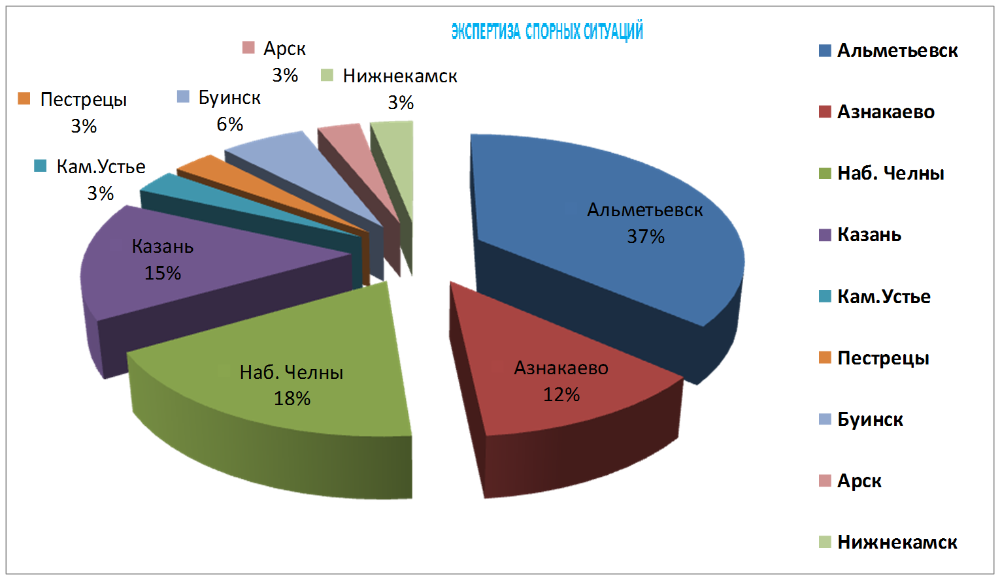 ЭКСПЕРТИЗА СПОРНЫХ СИТУАЦИЙ
Арск
3%
Нижнекамск
3%
Пестрецы
3%
Буинск
6%
Кам.Устье
3%
Альметьевск
37%
Казань
15%
Наб. Челны
18%
Азнакаево
12%
Альметьевск
Азнакаево
Наб. Челны
Казань
Кам.Устье
Пестрецы
Буинск
Арск
Нижнекамск